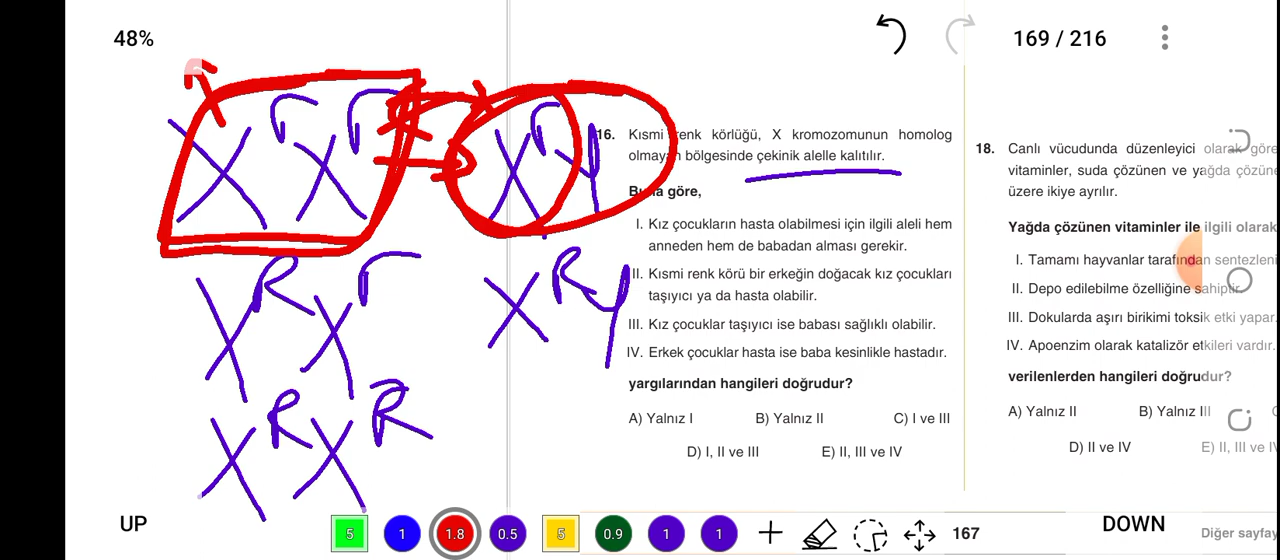 48%
169 / 216
X X r r
X r y
X R X r
X R y
X R X R
16. Kısmi renk körlüğü, X kromozomunun homolog
olmayan bölgesinde çekinik alelle kalıtılır.
Buna göre,
I. Kız çocukların hasta olabilmesi için ilgili aleli hem
anneden hem de babadan alması gerekir.
II. Kısmi renk körü bir erkeğin doğacak kız çocukları
taşıyıcı ya da hasta olabilir.
III. Kız çocuklar taşıyıcı ise babası sağlıklı olabilir.
IV. Erkek çocuklar hasta ise baba kesinlikle hastadır.
yargılarından hangileri doğrudur?
A) Yalnız I B) Yalnız II C) I ve III
D) I, II ve III E) II, III ve IV
18. Canlı vücudunda düzenleyici olarak göre
vitaminler, suda çözünen ve yağda çözüne
üzere ikiye ayrılır.
Yağda çözünen vitaminler ile ilgili olarak
I. Tamamı hayvanlar tarafından sentezleni
II. Depo edilebilme özelliğine sahiptir.
III. Dokularda aşırı birikimi toksik etki yapar.
IV. Apoenzim olarak katalizör etkileri vardır.
verilenlerden hangileri doğrudur?
A) Yalnız II B) Yalnız III C
D) II ve IV E) II, III ve IV
UP
5 1 1.8 0.5 5 0.9 1 1
167
DOWN
Diğer sayfay